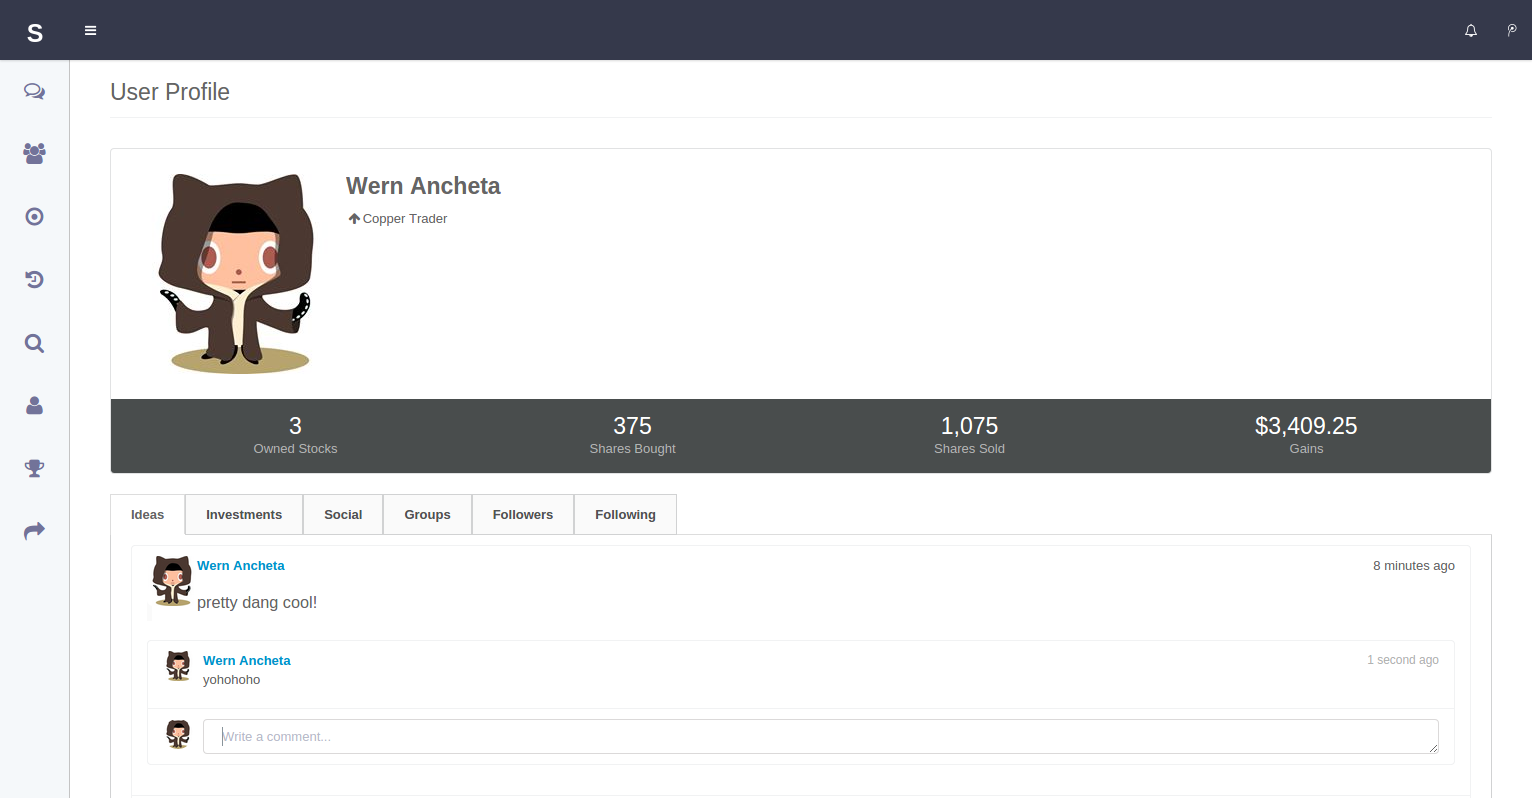 S
User Profile
Wern Ancheta
Copper Trader
3 375 1,075 $3,409.25
Owned Stocks Shares Bought Shares Sold Gains
Ideas Investments Social Groups Followers Following
Wern Ancheta 8 minutes ago
pretty dang cool!
Wern Ancheta 1 second ago
yohohoho
Write a comment...